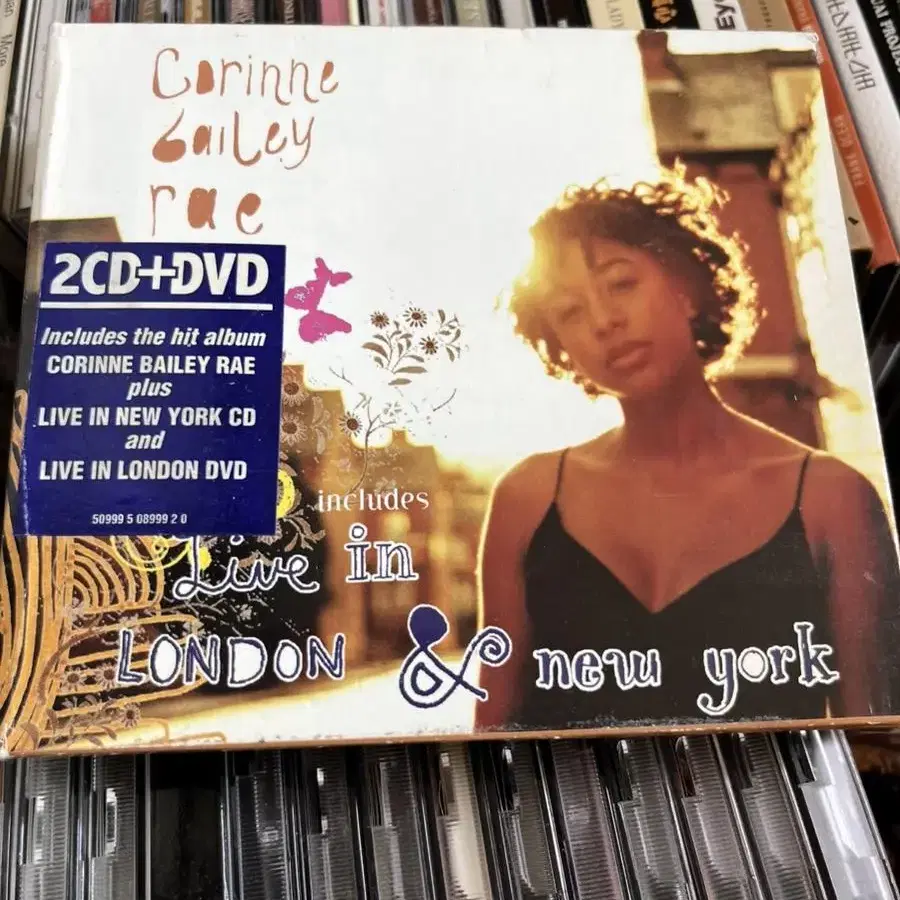 Corinne
bailey
rae
2CD+DVD
Includes the hit album
CORINNE BAILEY RAE
plus
LIVE IN NEW YORK CD
and
LIVE IN LONDON DVD
50999 5 08999 2 0
includes
Live in
LONDON & new york